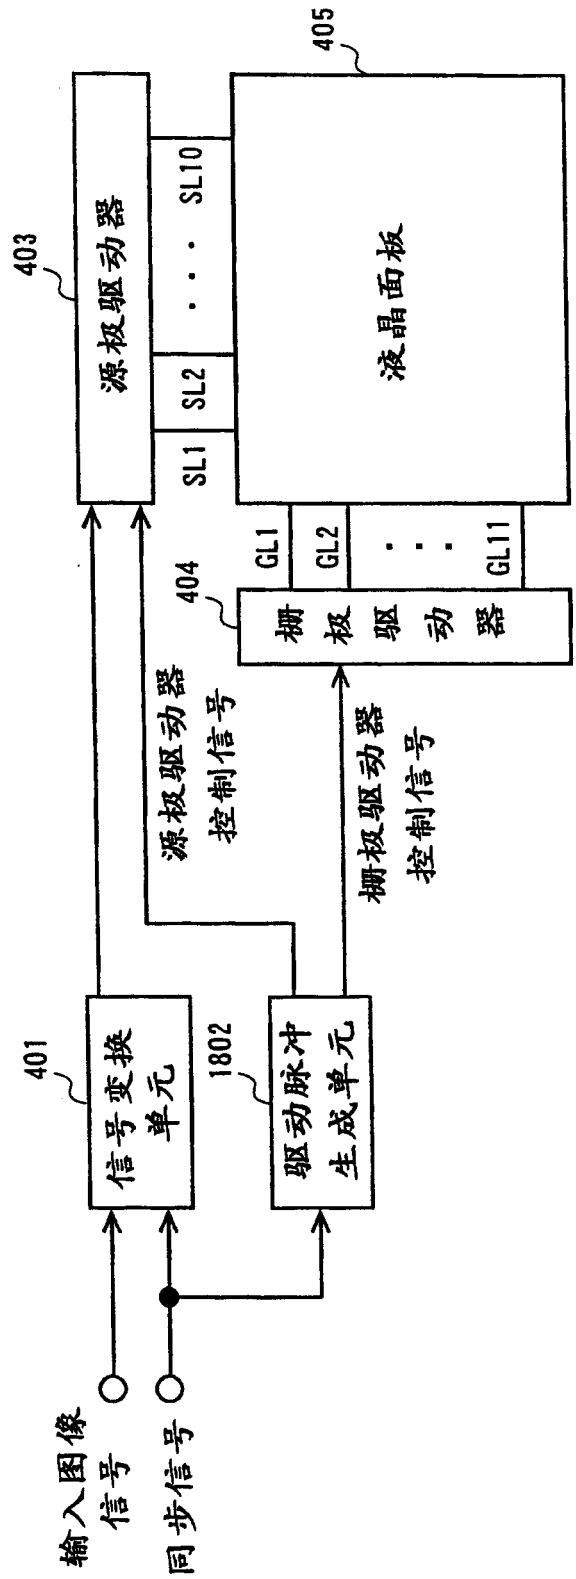 输入图像
信号
同步信号
401
信号变换
单元
1802
驱动脉冲
生成单元
源极驱动器
控制信号
栅极驱动器
控制信号
403
源极驱动器
404
栅极驱动器
SL1
SL2
· · ·
SL10
GL1
GL2
· · ·
GL11
405
液晶面板